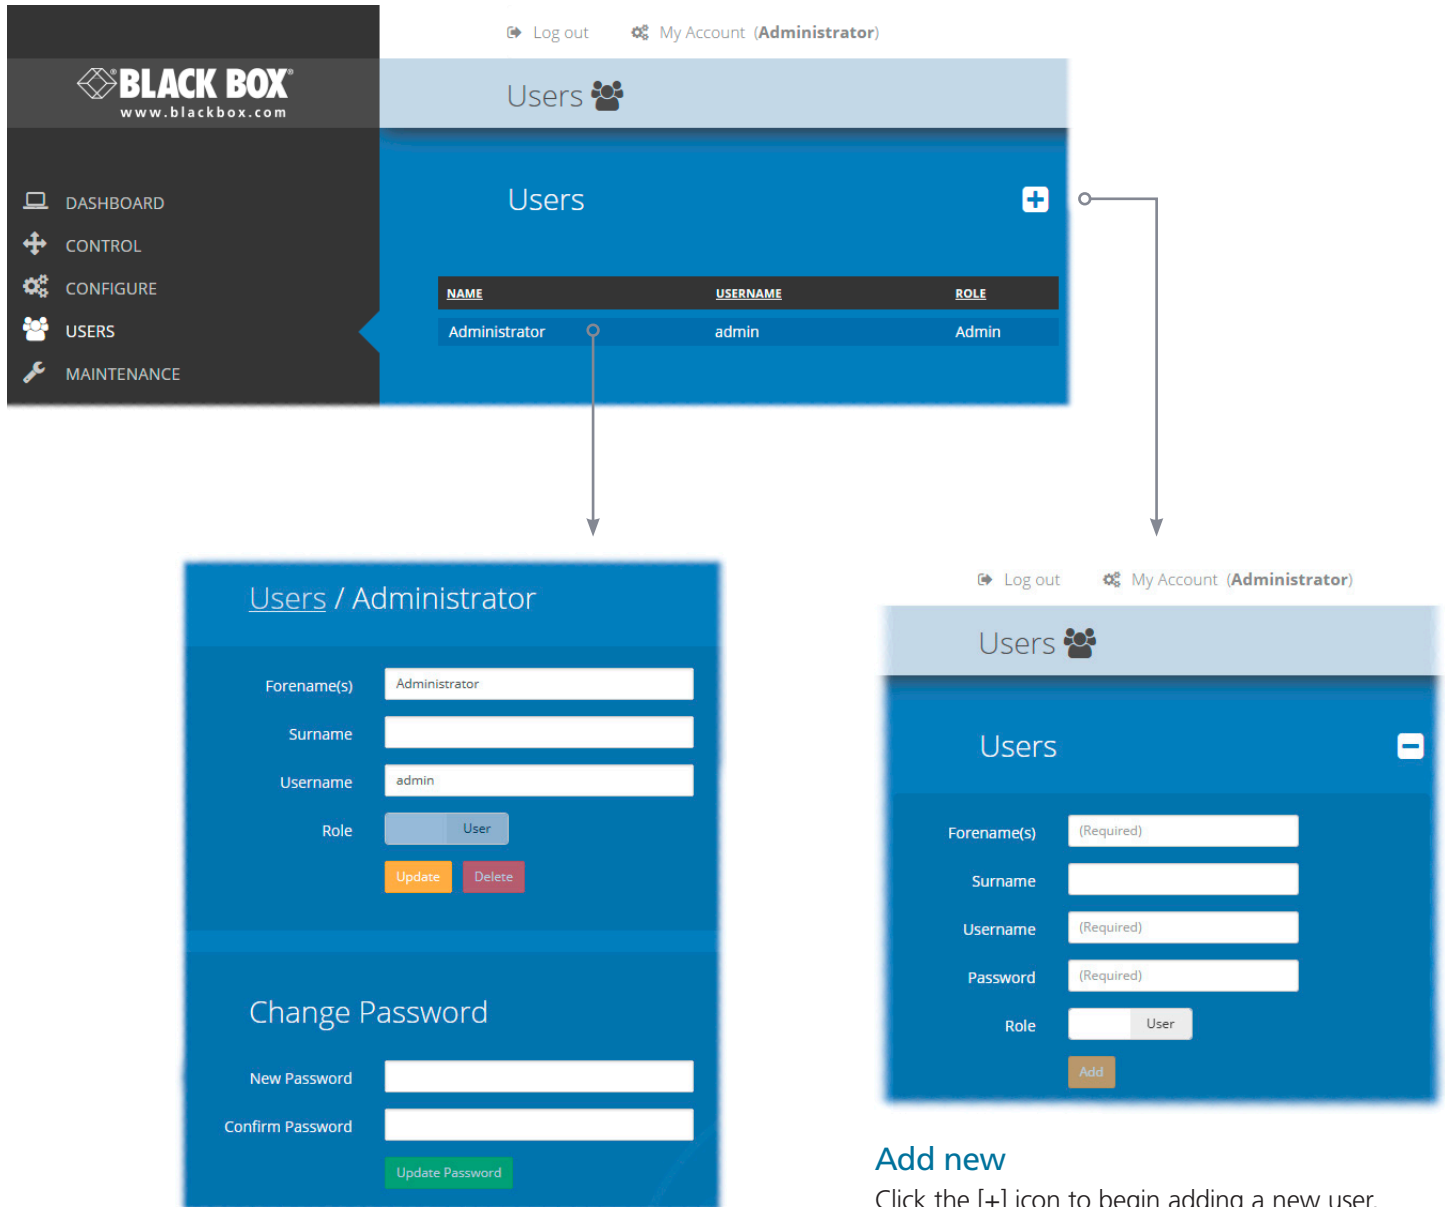 Log out My Account (Administrator)
BLACK BOX®
www.blackbox.com
Users
DASHBOARD
CONTROL
CONFIGURE
USERS
MAINTENANCE
Users
NAME USERNAME ROLE
Administrator admin Admin
Users / Administrator
Forename(s) Administrator
Surname
Username admin
Role User
Update Delete
Change Password
New Password
Confirm Password
Update Password
Log out My Account (Administrator)
Users
Users
Forename(s) (Required)
Surname
Username (Required)
Password (Required)
Role User
Add
Add new
Click the [+] icon to begin adding a new user.